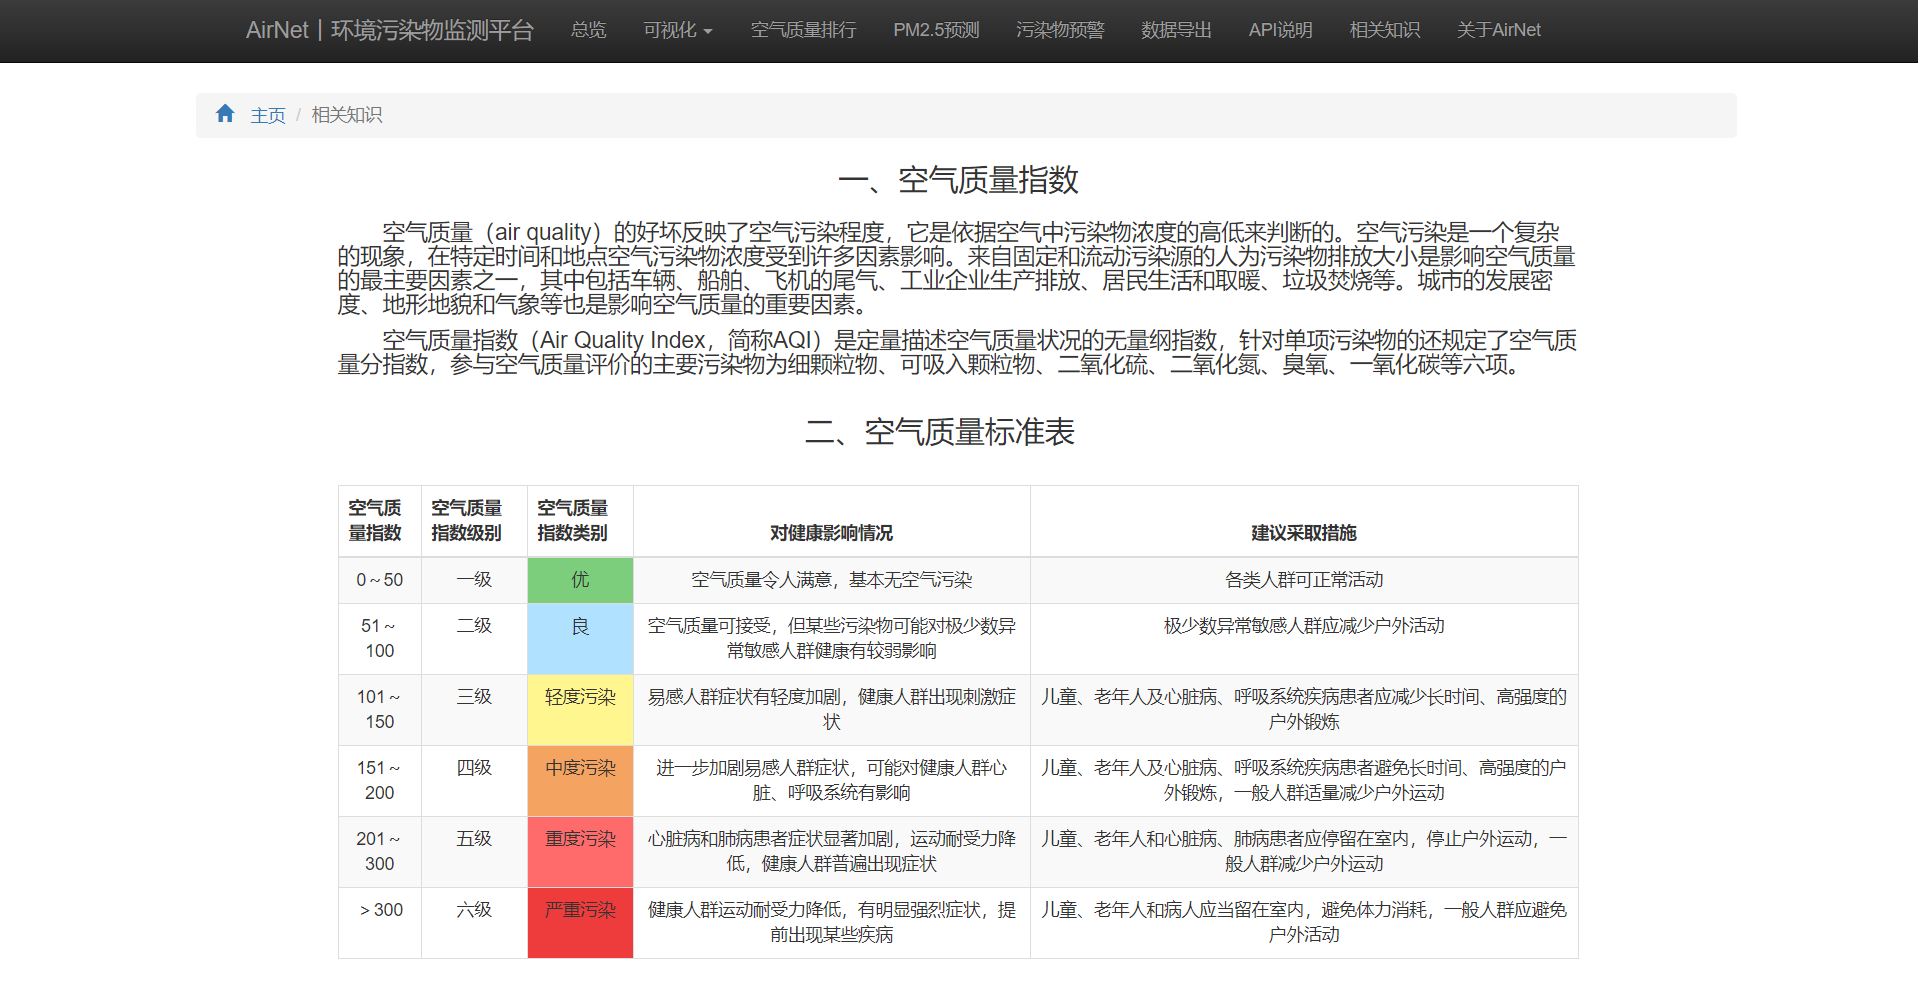 AirNet | 环境污染物监测平台 总览 可视化 空气质量排行 PM2.5预测 污染物预警 数据导出 API说明 相关知识 关于AirNet
主页 / 相关知识
一、空气质量指数
空气质量（air quality）的好坏反映了空气污染程度，它是依据空气中污染物浓度的高低来判断的。空气污染是一个复杂
的现象，在特定时间和地点空气污染物浓度受到许多因素影响。来自固定和流动污染源的人为污染物排放大小是影响空气质量
的最主要因素之一，其中包括车辆、船舶、飞机的尾气、工业企业生产排放、居民生活和取暖、垃圾焚烧等。城市的发展密
度、地形地貌和气象等也是影响空气质量的重要因素。
空气质量指数（Air Quality Index，简称AQI）是定量描述空气质量状况的无量纲指数，针对单项污染物的还规定了空气质
量分指数，参与空气质量评价的主要污染物为细颗粒物、可吸入颗粒物、二氧化硫、二氧化氮、臭氧、一氧化碳等六项。
二、空气质量标准表
空气质
量指数
空气质量
指数级别
空气质量
指数类别
对健康影响情况
建议采取措施
0～50
一级
优
空气质量令人满意，基本无空气污染
各类人群可正常活动
51～
100
二级
良
空气质量可接受，但某些污染物可能对极少数异
常敏感人群健康有较弱影响
极少数异常敏感人群应减少户外活动
101～
150
三级
轻度污染
易感人群症状有轻度加剧，健康人群出现刺激症
状
儿童、老年人及心脏病、呼吸系统疾病患者应减少长时间、高强度的
户外锻炼
151～
200
四级
中度污染
进一步加剧易感人群症状，可能对健康人群心
脏、呼吸系统有影响
儿童、老年人及心脏病、呼吸系统疾病患者避免长时间、高强度的户
外锻炼，一般人群适量减少户外运动
201～
300
五级
重度污染
心脏病和肺病患者症状显著加剧，运动耐受力降
低，健康人群普遍出现症状
儿童、老年人和心脏病、肺病患者应停留在室内，停止户外运动，一
般人群减少户外运动
＞300
六级
严重污染
健康人群运动耐受力降低，有明显强烈症状，提
前出现某些疾病
儿童、老年人和病人应当留在室内，避免体力消耗，一般人群应避免
户外活动